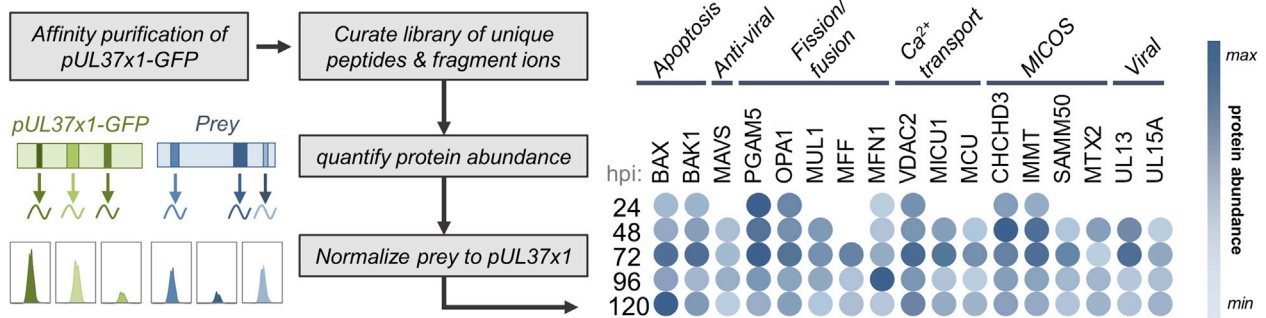 Affinity purification of
pUL37x1-GFP
Curate library of unique
peptides & fragment ions
pUL37x1-GFP
Prey
quantify protein abundance
Normalize prey to pUL37x1
Apoptosis
Anti-viral
Fission/
fusion
Ca²⁺
transport
MICOS
Viral
hpi:
BAX
BAK1
MAVS
PGAM5
OPA1
MUL1
MFF
MFN1
VDAC2
MICU1
MCU
CHCHD3
IMMT
SAMM50
MTX2
UL13
UL15A
24
48
72
96
120
max
protein abundance
min